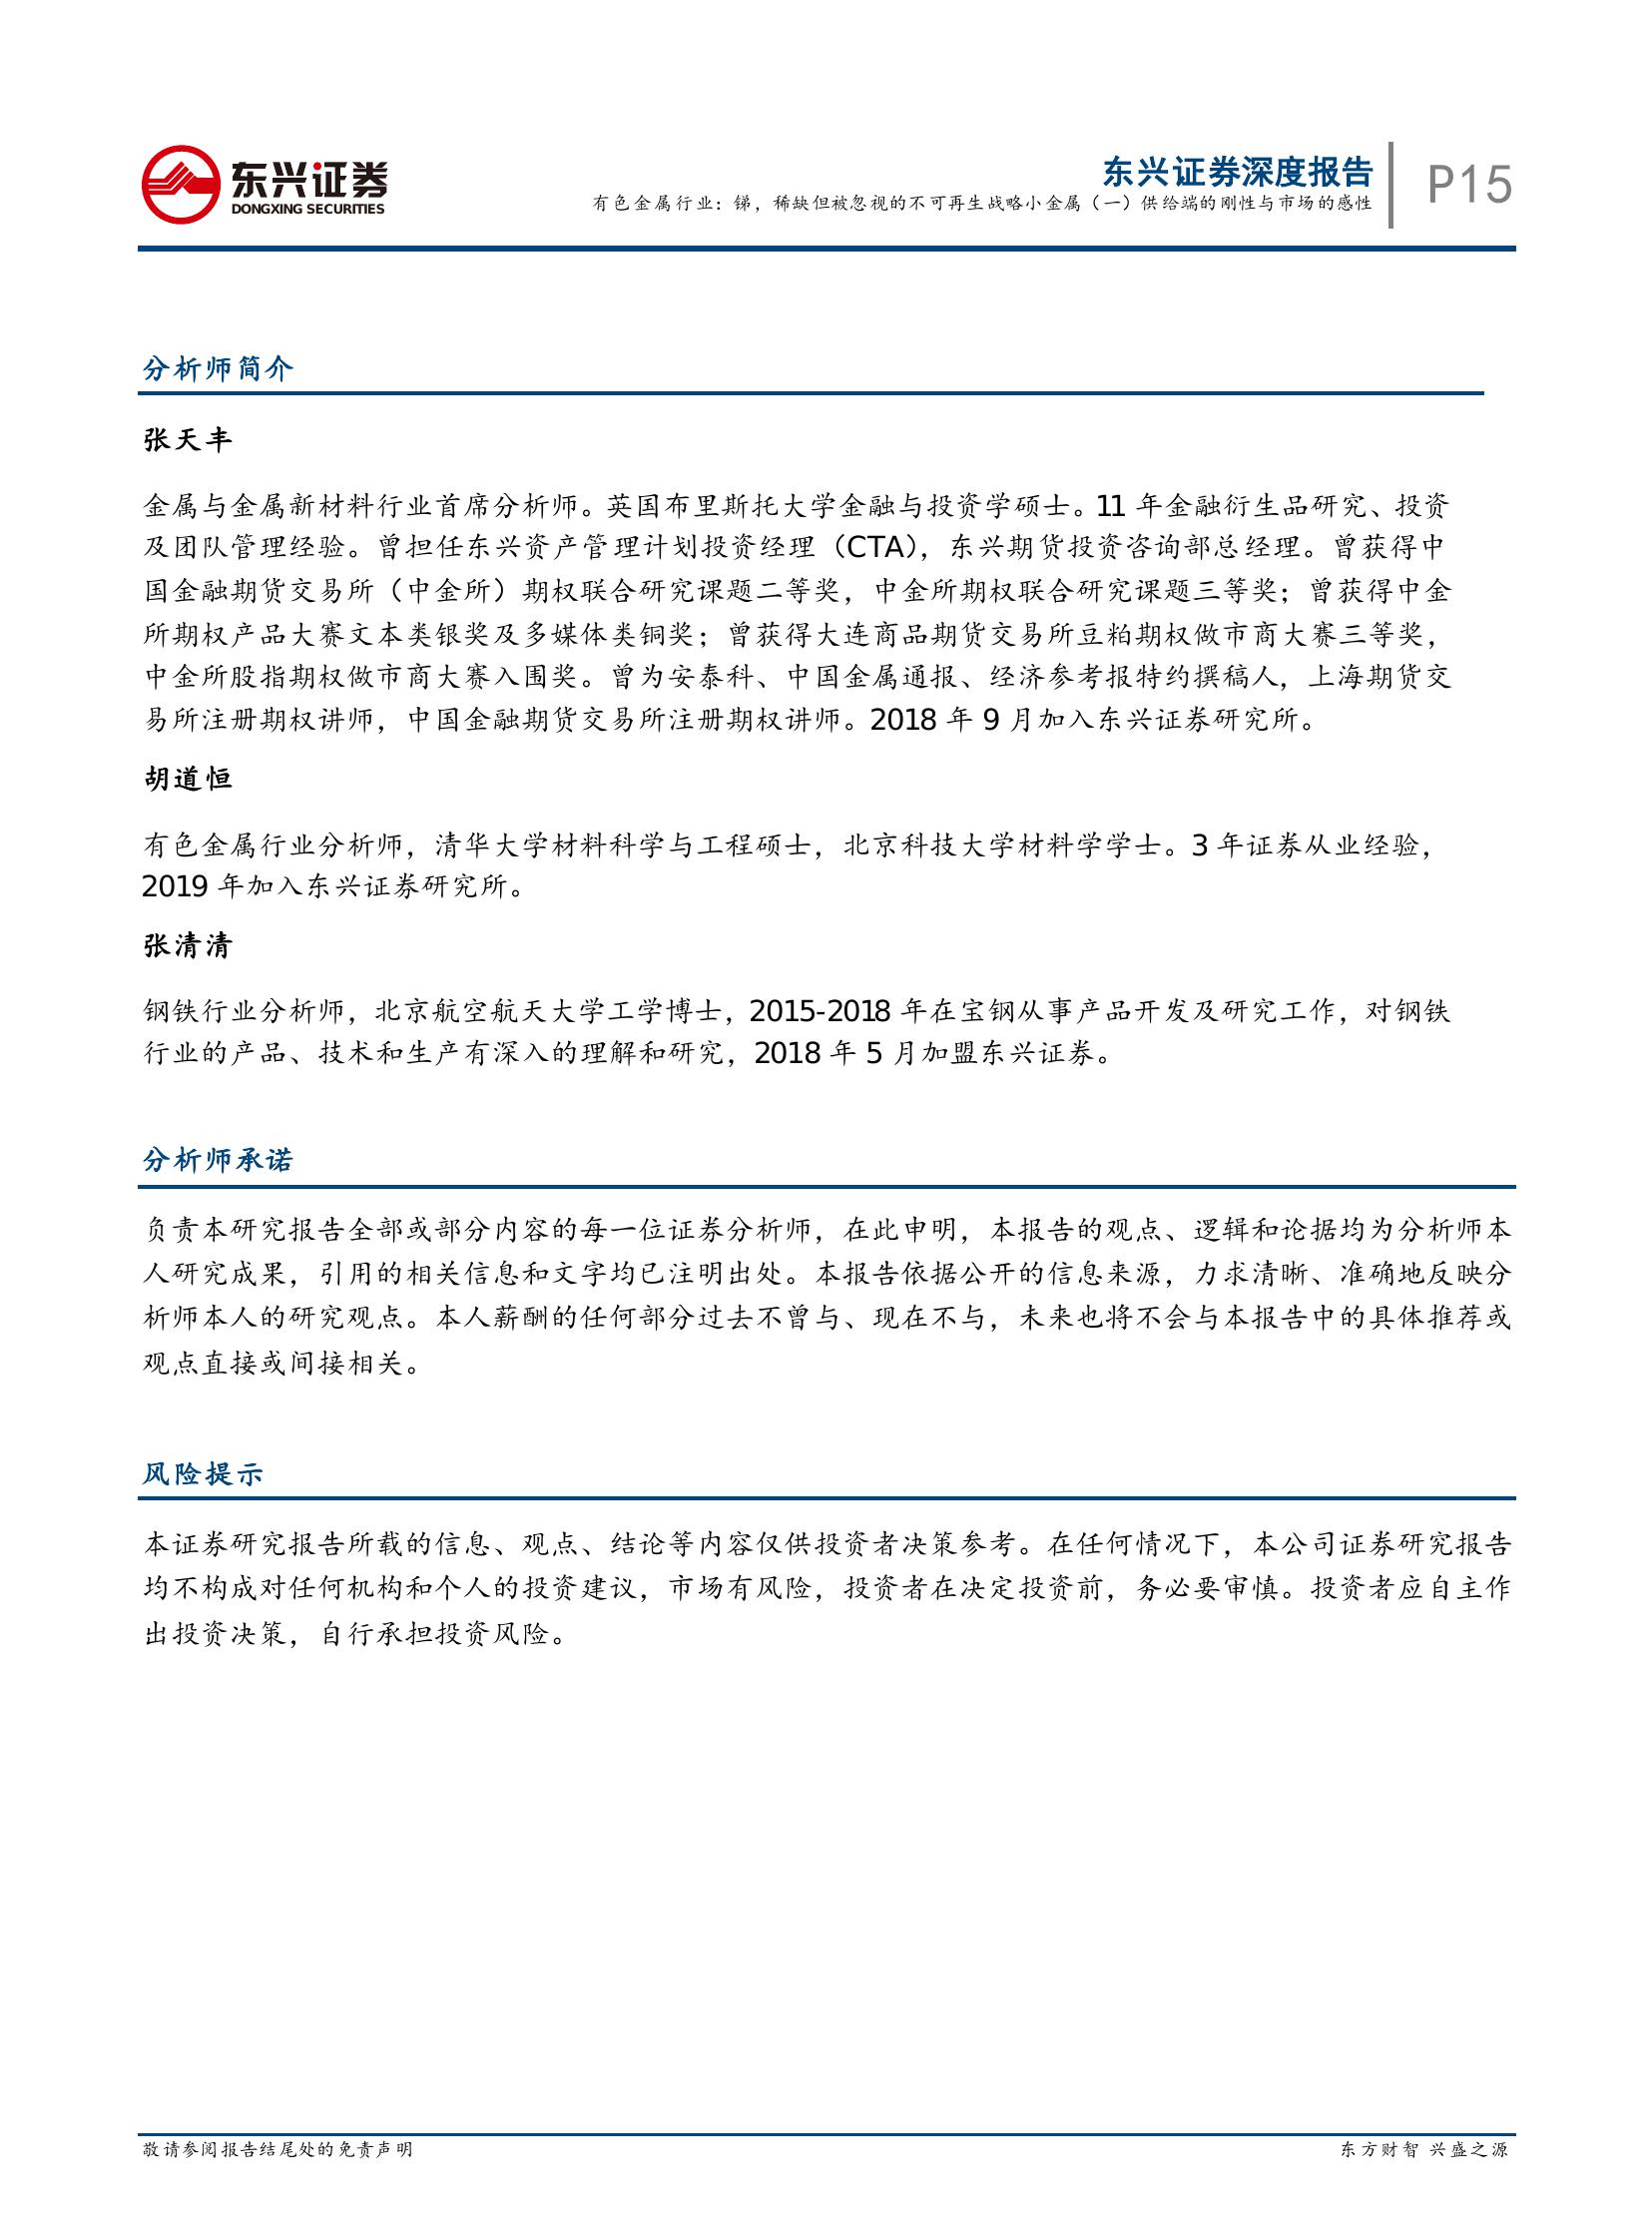 东兴证券
DONGXING SECURITIES
东兴证券深度报告
有色金属行业：锑，稀缺但被忽视的不可再生战略小金属（一）供给端的刚性与市场的感性
P15
分析师简介
张天丰
金属与金属新材料行业首席分析师。英国布里斯托大学金融与投资学硕士。11 年金融衍生品研究、投资
及团队管理经验。曾担任东兴资产管理计划投资经理（CTA），东兴期货投资咨询部总经理。曾获得中
国金融期货交易所（中金所）期权联合研究课题二等奖，中金所期权联合研究课题三等奖；曾获得中金
所期权产品大赛文本类银奖及多媒体类铜奖；曾获得大连商品期货交易所豆粕期权做市商大赛三等奖，
中金所股指期权做市商大赛入围奖。曾为安泰科、中国金属通报、经济参考报特约撰稿人，上海期货交
易所注册期权讲师，中国金融期货交易所注册期权讲师。2018 年 9 月加入东兴证券研究所。
胡道恒
有色金属行业分析师，清华大学材料科学与工程硕士，北京科技大学材料学学士。3 年证券从业经验，
2019 年加入东兴证券研究所。
张清清
钢铁行业分析师，北京航空航天大学工学博士，2015-2018 年在宝钢从事产品开发及研究工作，对钢铁
行业的产品、技术和生产有深入的理解和研究，2018 年 5 月加盟东兴证券。
分析师承诺
负责本研究报告全部或部分内容的每一位证券分析师，在此申明，本报告的观点、逻辑和论据均为分析师本
人研究成果，引用的相关信息和文字均已注明出处。本报告依据公开的信息来源，力求清晰、准确地反映分
析师本人的研究观点。本人薪酬的任何部分过去不曾与、现在不与，未来也将不会与本报告中的具体推荐或
观点直接或间接相关。
风险提示
本证券研究报告所载的信息、观点、结论等内容仅供投资者决策参考。在任何情况下，本公司证券研究报告
均不构成对任何机构和个人的投资建议，市场有风险，投资者在决定投资前，务必要审慎。投资者应自主作
出投资决策，自行承担投资风险。
敬请参阅报告结尾处的免责声明
东方财智 兴盛之源